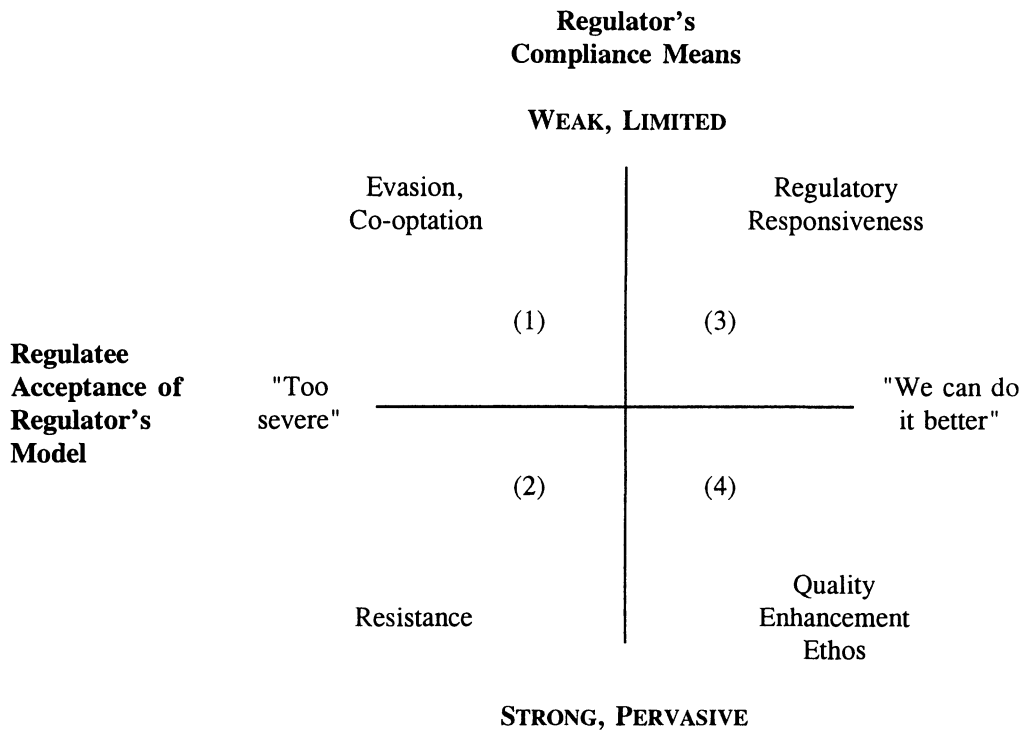 Regulator's
Compliance Means
WEAK, LIMITED
Evasion,
Co-optation
Regulatory
Responsiveness
(1)
(3)
Regulatee
Acceptance of
Regulator's
Model
"Too
severe"
"We can do
it better"
(2)
(4)
Resistance
Quality
Enhancement
Ethos
STRONG, PERVASIVE